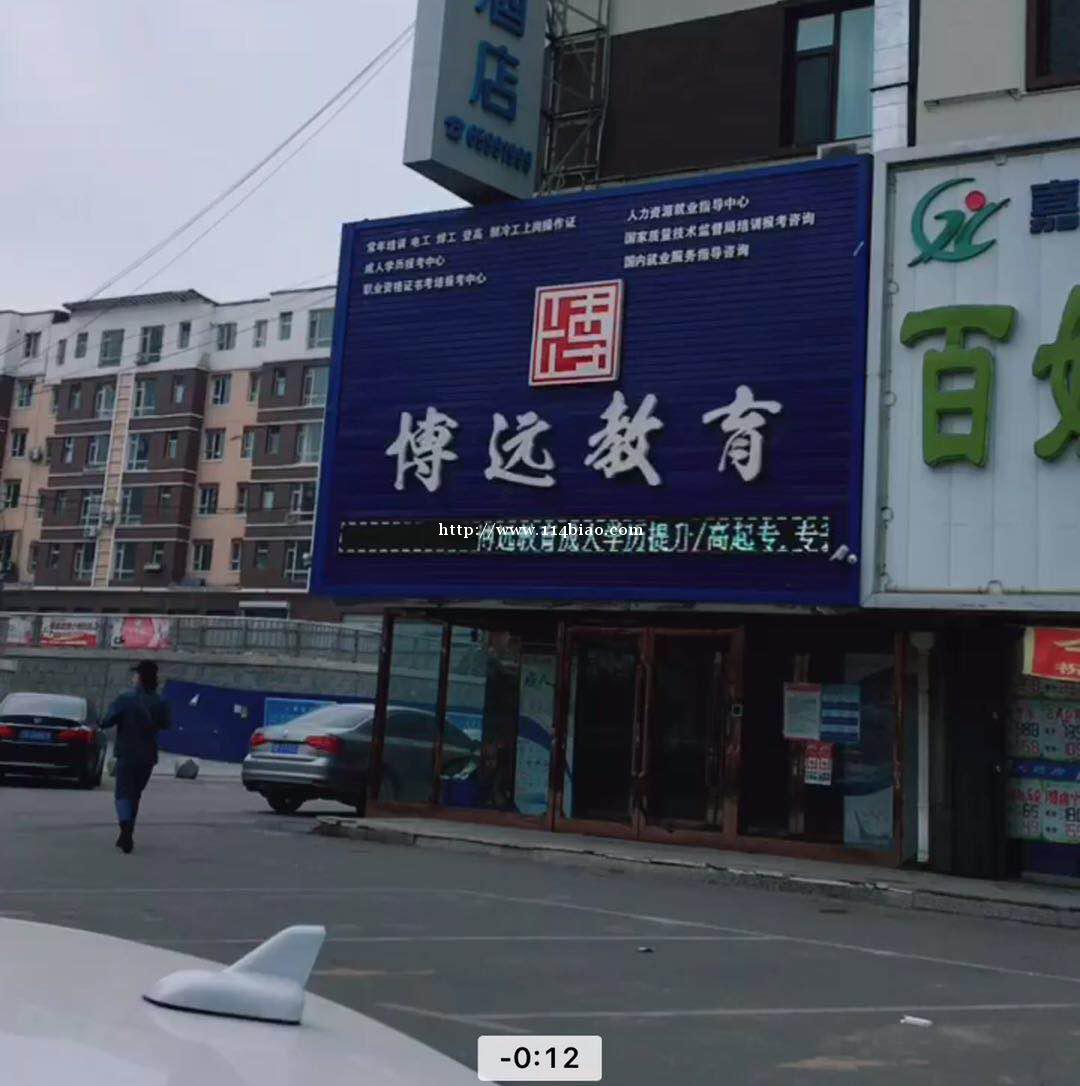 酒店
☎65991999
常年培训 电工 焊工 登高 制冷工上岗操作证
成人学历报考中心
职业资格证书考培报考中心
人力资源就业指导中心
国家质量技术监督局培训报考咨询
国内就业服务指导咨询
博远教育
博远教育成人学历提升/高起专、专
http://www.114biao.com
嘉
百
成人
-0:12